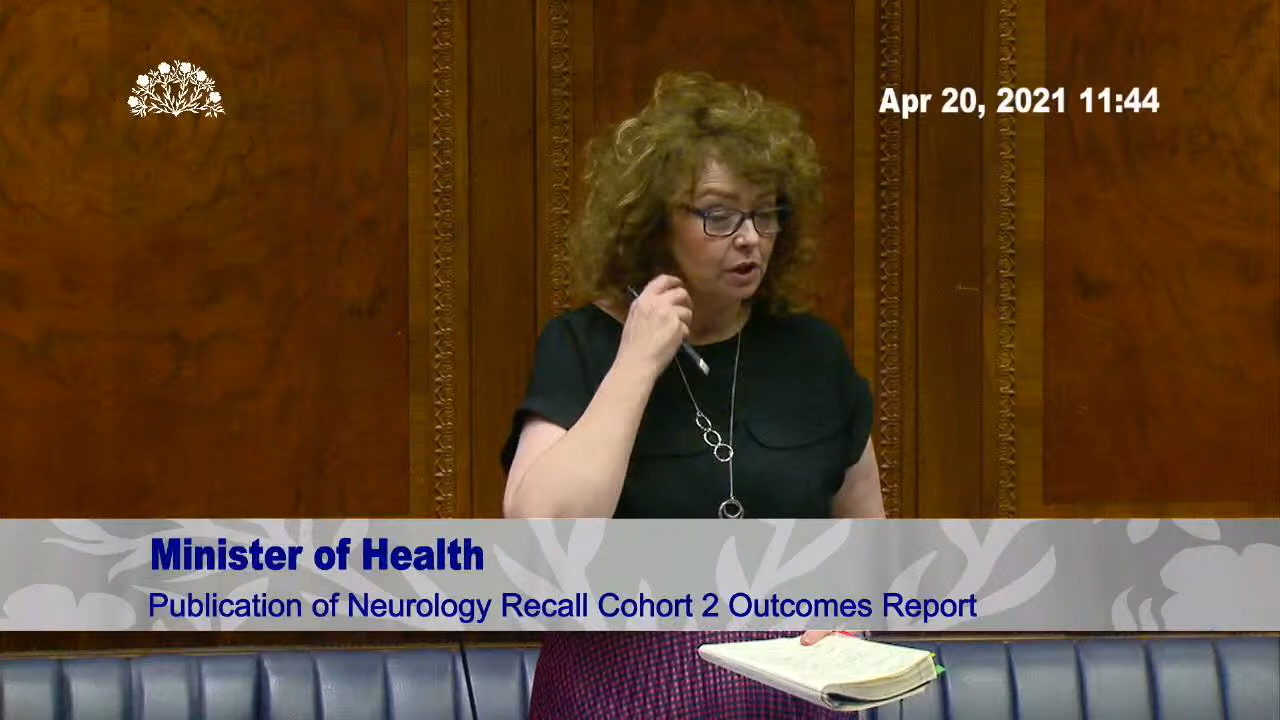 Apr 20, 2021 11:44
Minister of Health
Publication of Neurology Recall Cohort 2 Outcomes Report